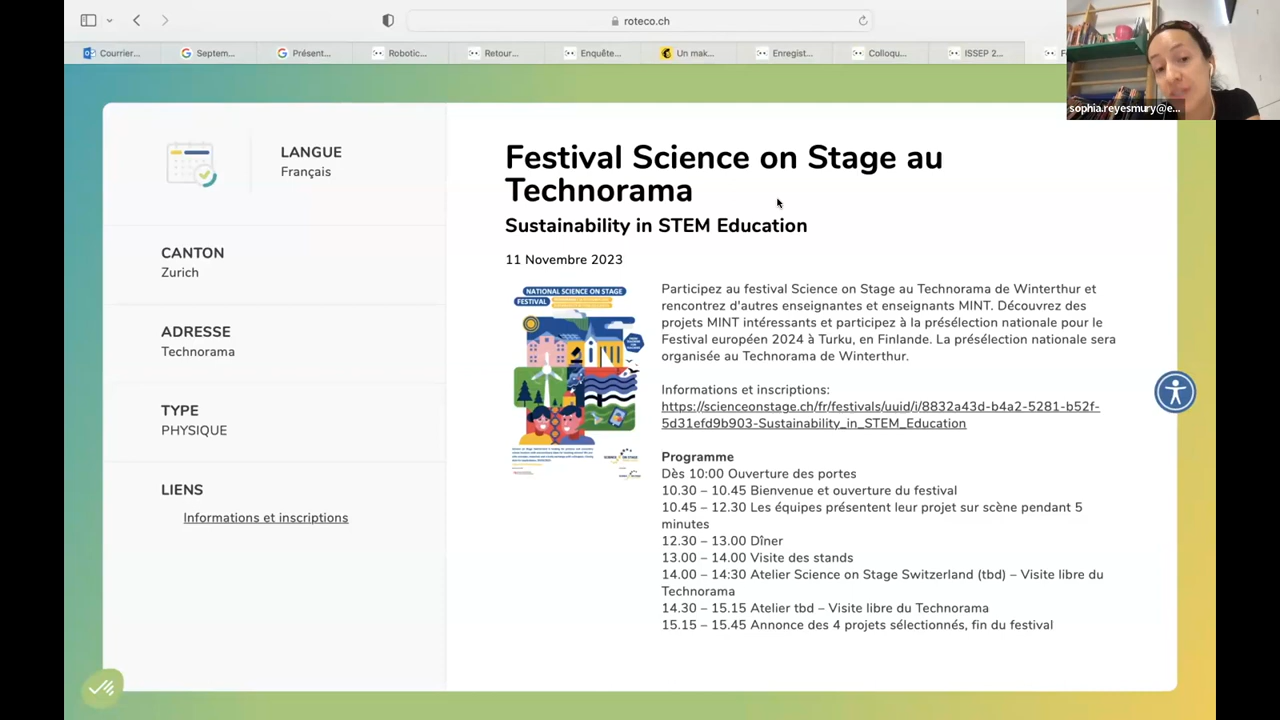 roteco.ch
Courrier...
Septem...
Présent...
Robotic...
Retour...
Enquête...
Un mak...
Enregist...
Colloqu...
ISSEP 2...
sophia.reyesmury@e...
LANGUE
Français
CANTON
Zurich
ADRESSE
Technorama
TYPE
PHYSIQUE
LIENS
Informations et inscriptions
Festival Science on Stage au
Technorama
Sustainability in STEM Education
11 Novembre 2023
NATIONAL SCIENCE ON STAGE
FESTIVAL
Participez au festival Science on Stage au Technorama de Winterthur et
rencontrez d'autres enseignantes et enseignants MINT. Découvrez des
projets MINT intéressants et participez à la présélection nationale pour le
Festival européen 2024 à Turku, en Finlande. La présélection nationale sera
organisée au Technorama de Winterthur.
Informations et inscriptions:
https://scienceonstage.ch/fr/festivals/uuid/i/8832a43d-b4a2-5281-b52f-
5d31efd9b903-Sustainability_in_STEM_Education
Programme
Dès 10:00 Ouverture des portes
10.30 – 10.45 Bienvenue et ouverture du festival
10.45 – 12.30 Les équipes présentent leur projet sur scène pendant 5
minutes
12.30 – 13.00 Dîner
13.00 – 14.00 Visite des stands
14.00 – 14:30 Atelier Science on Stage Switzerland (tbd) – Visite libre du
Technorama
14.30 – 15.15 Atelier tbd – Visite libre du Technorama
15.15 – 15.45 Annonce des 4 projets sélectionnés, fin du festival